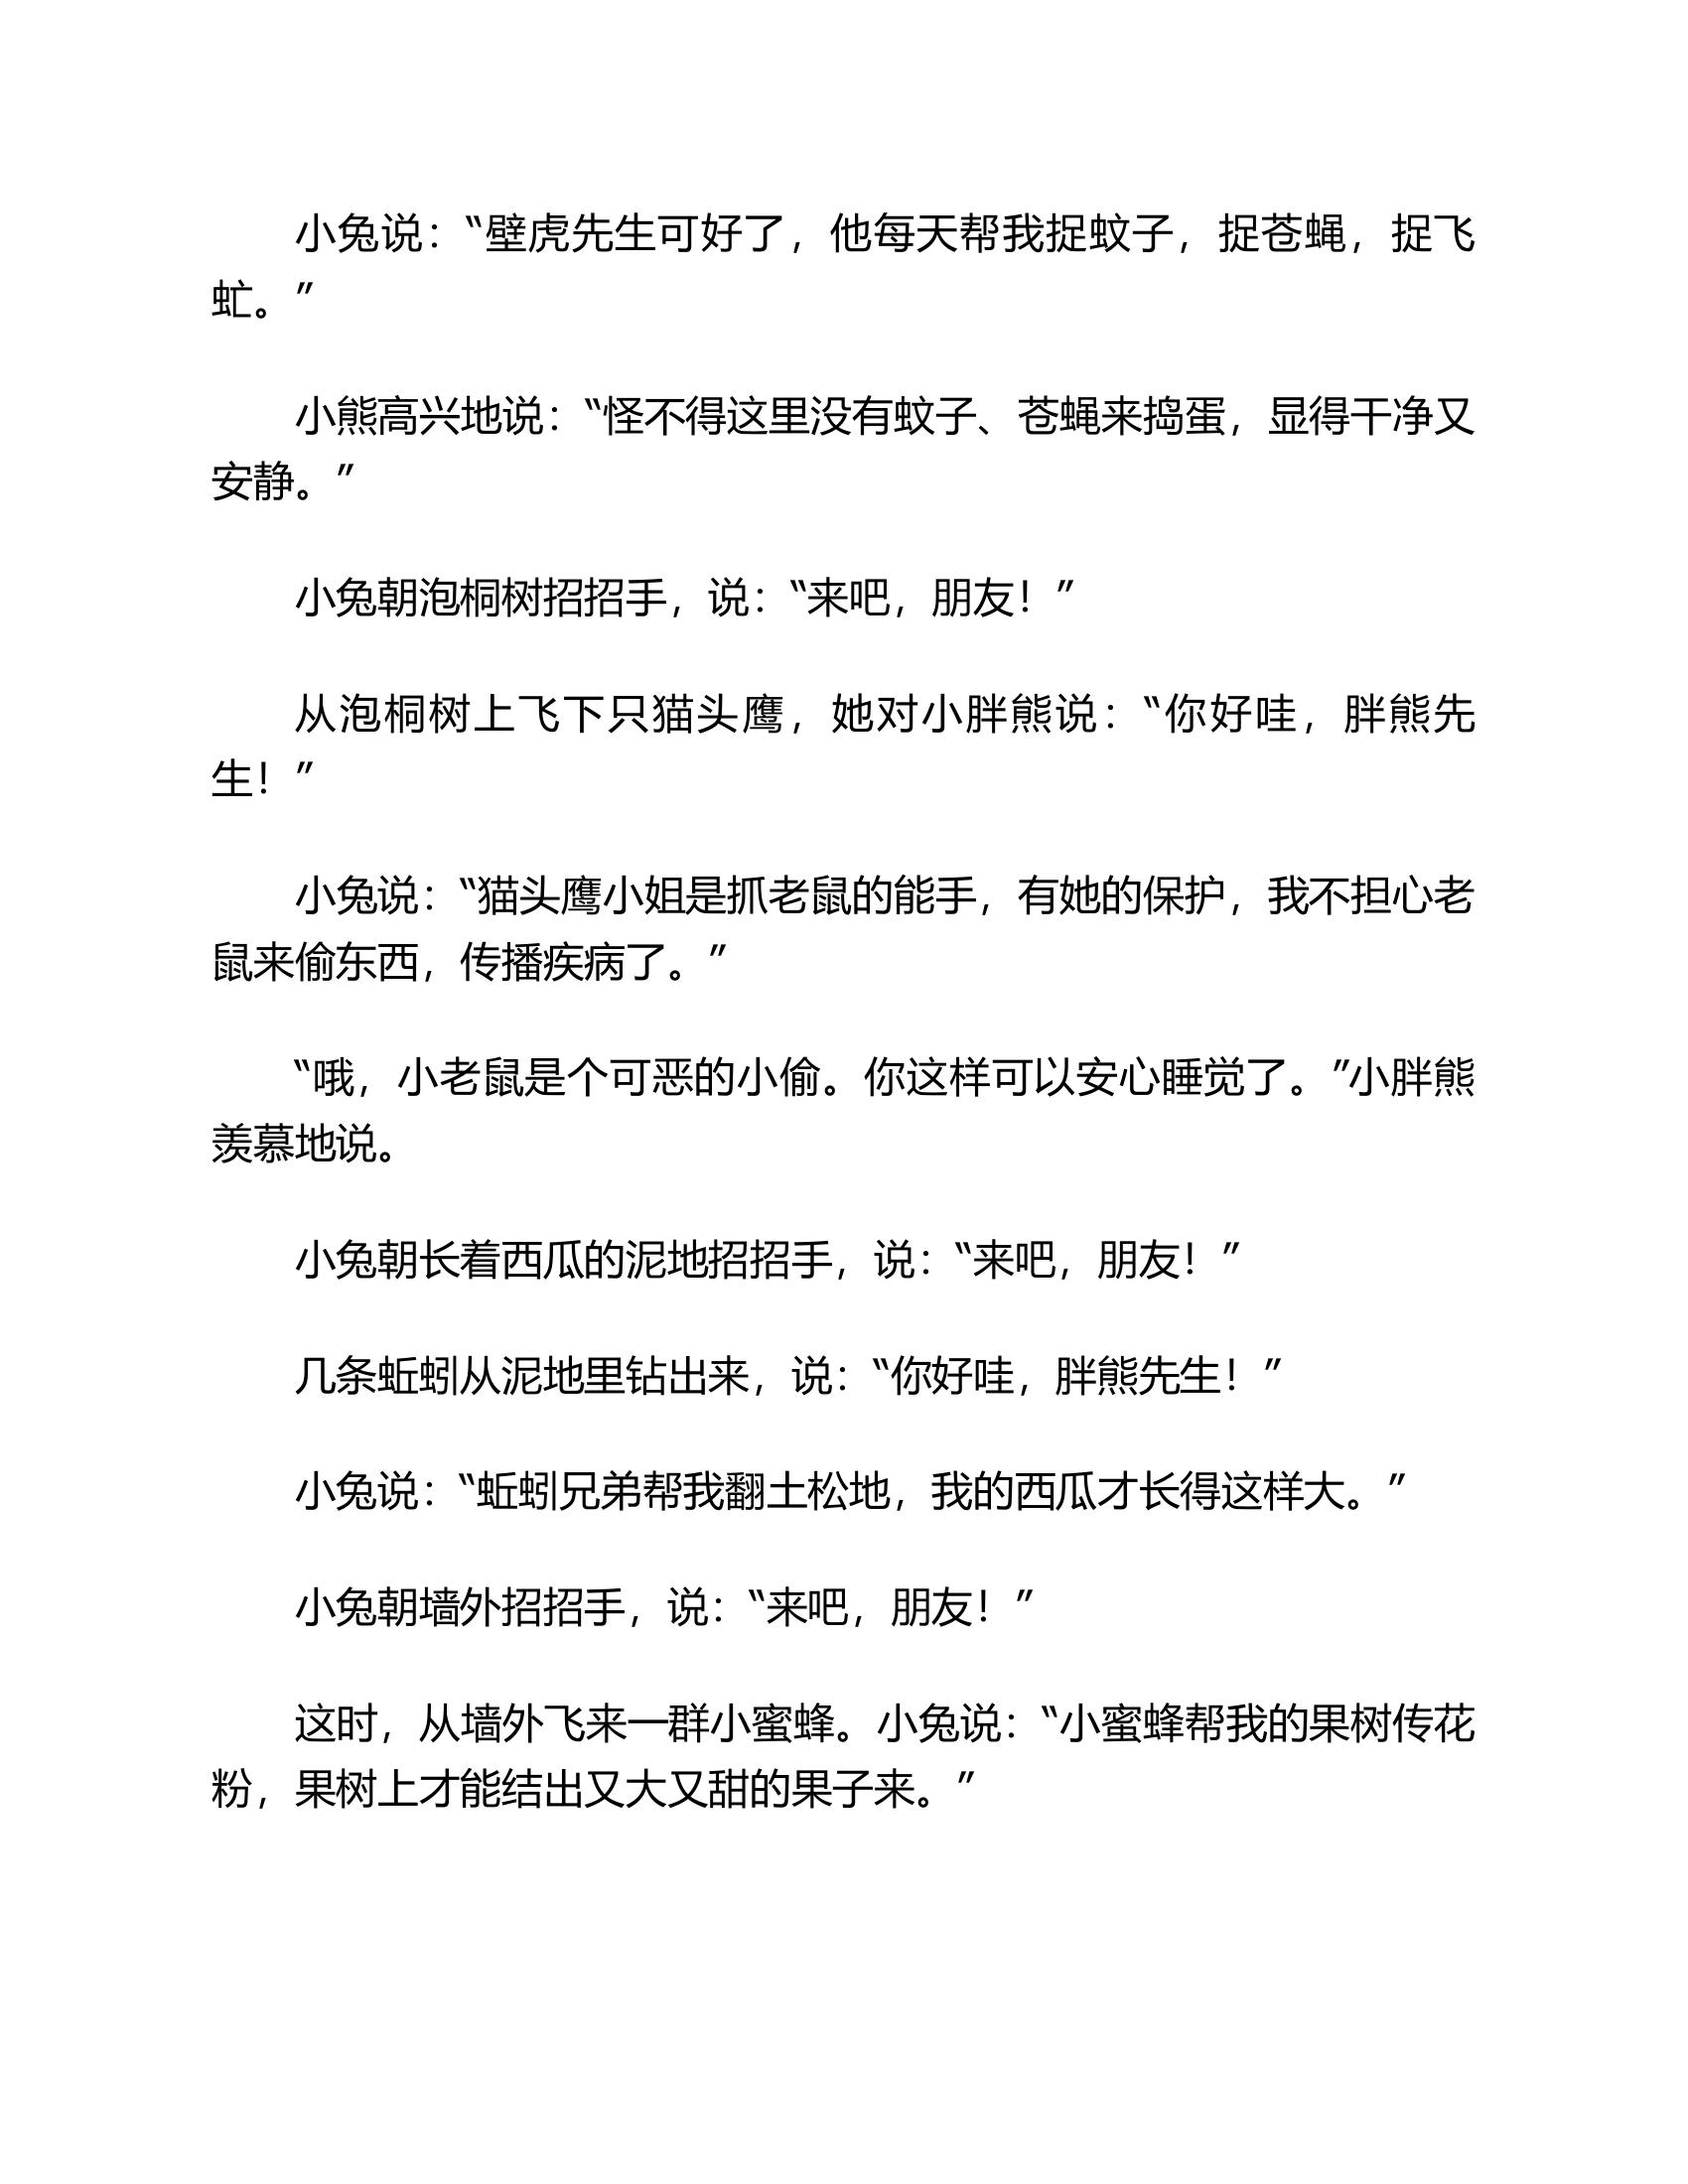 小兔说：“壁虎先生可好了，他每天帮我捉蚊子，捉苍蝇，捉飞
虻。”
小熊高兴地说：“怪不得这里没有蚊子、苍蝇来捣蛋，显得干净又
安静。”
小兔朝泡桐树招招手，说：“来吧，朋友！”
从泡桐树上飞下只猫头鹰，她对小胖熊说：“你好哇，胖熊先
生！”
小兔说：“猫头鹰小姐是抓老鼠的能手，有她的保护，我不担心老
鼠来偷东西，传播疾病了。”
“哦，小老鼠是个可恶的小偷。你这样可以安心睡觉了。”小胖熊
羡慕地说。
小兔朝长着西瓜的泥地招招手，说：“来吧，朋友！”
几条蚯蚓从泥地里钻出来，说：“你好哇，胖熊先生！”
小兔说：“蚯蚓兄弟帮我翻土松地，我的西瓜才长得这样大。”
小兔朝墙外招招手，说：“来吧，朋友！”
这时，从墙外飞来一群小蜜蜂。小兔说：“小蜜蜂帮我的果树传花
粉，果树上才能结出又大又甜的果子来。”